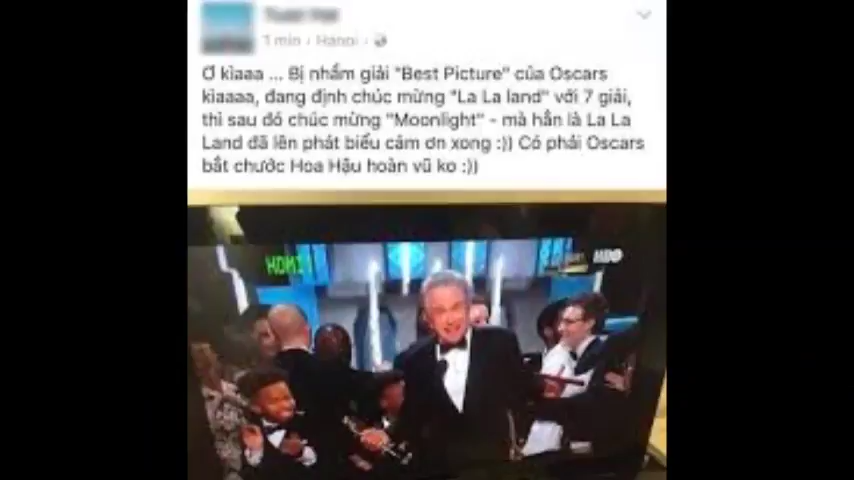 1 min · Hanoi ·
Ơ kìaaa ... Bị nhầm giải "Best Picture" của Oscars
kìaaaa, đang định chúc mừng "La La land" với 7 giải,
thì sau đó chúc mừng "Moonlight" - mà hẳn là La La
Land đã lên phát biểu cảm ơn xong :)) Có phải Oscars
bắt chước Hoa Hậu hoàn vũ ko :))
HDMI1
HBO